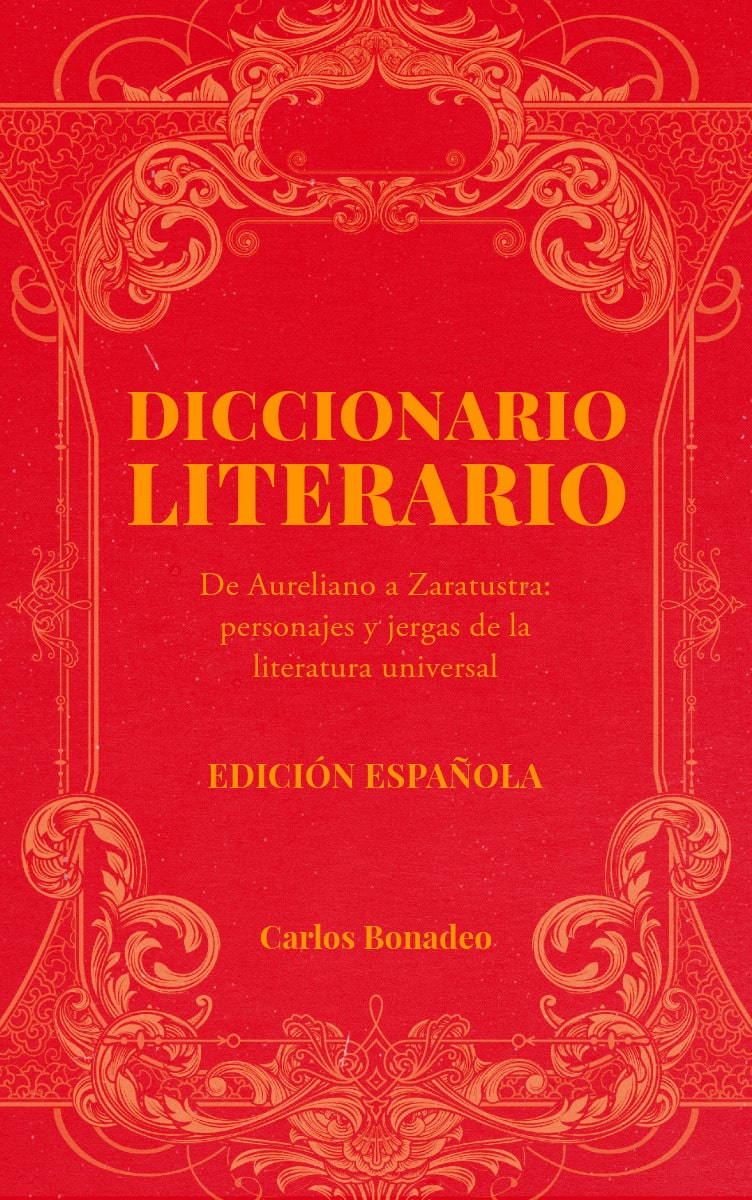 DICCIONARIO
LITERARIO
De Aureliano a Zaratustra:
personajes y jergas de la
literatura universal
EDICIÓN ESPAÑOLA
Carlos Bonadeo